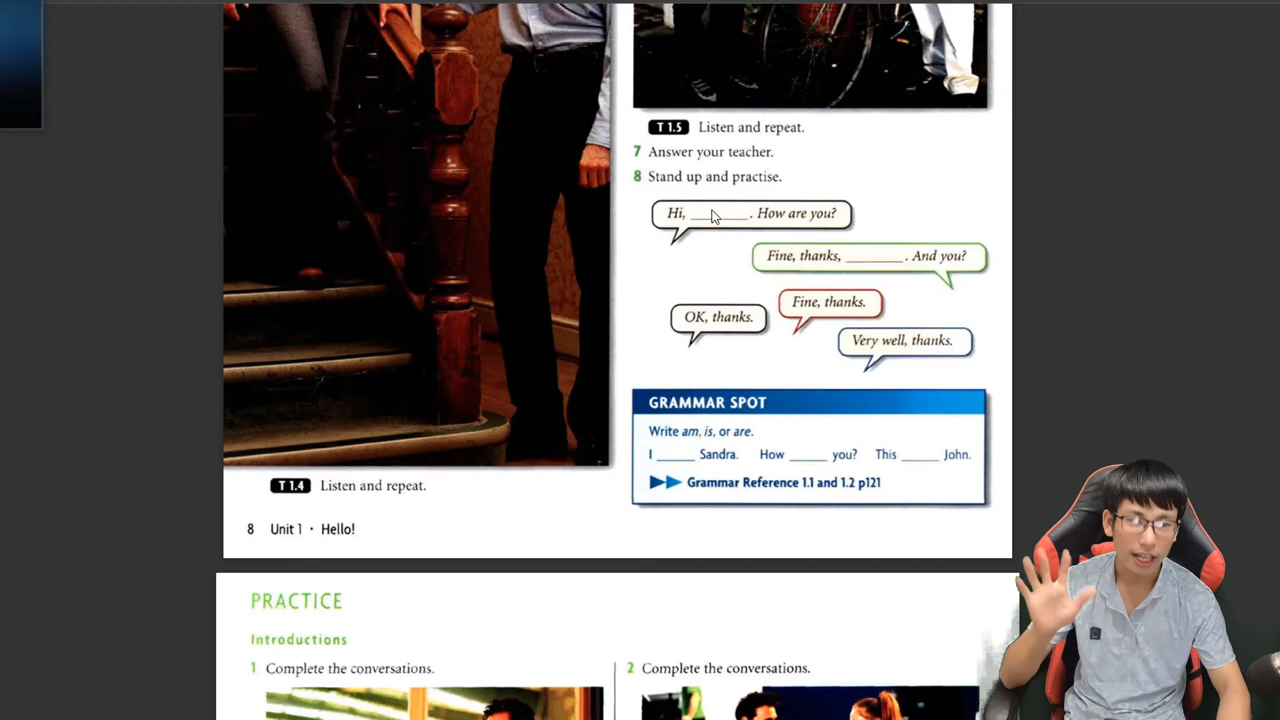 T 1.4 Listen and repeat.
8 Unit 1 · Hello!
T 1.5 Listen and repeat.
7 Answer your teacher.
8 Stand up and practise.
Hi, ________. How are you?
Fine, thanks, ________. And you?
Fine, thanks.
OK, thanks.
Very well, thanks.
GRAMMAR SPOT
Write am, is, or are.
I ______ Sandra. How ______ you? This ______ John.
Grammar Reference 1.1 and 1.2 p121
PRACTICE
Introductions
1 Complete the conversations.
2 Complete the conversations.